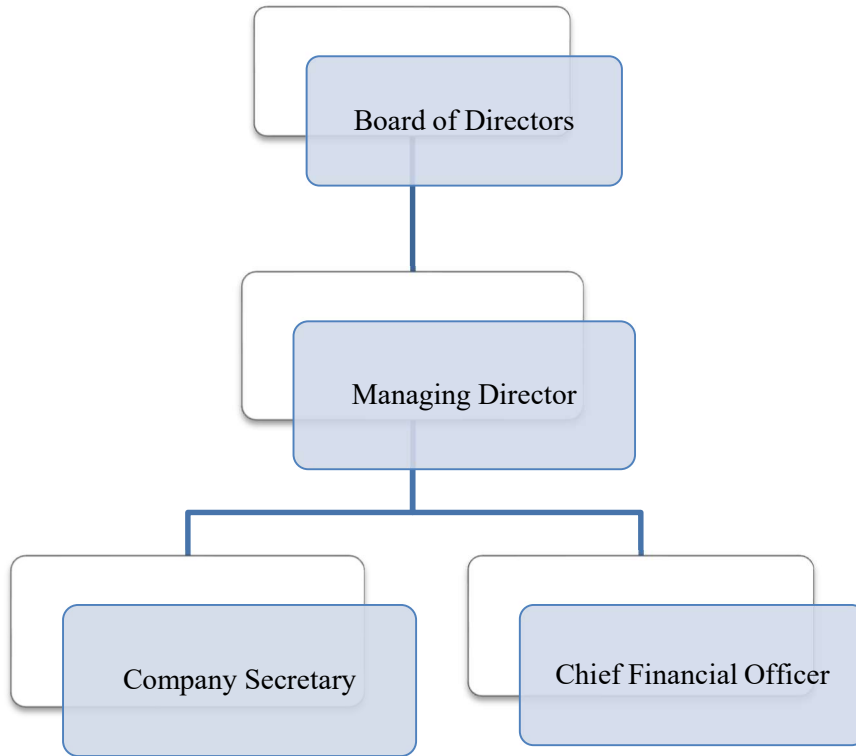 Board of Directors
Managing Director
Company Secretary
Chief Financial Officer